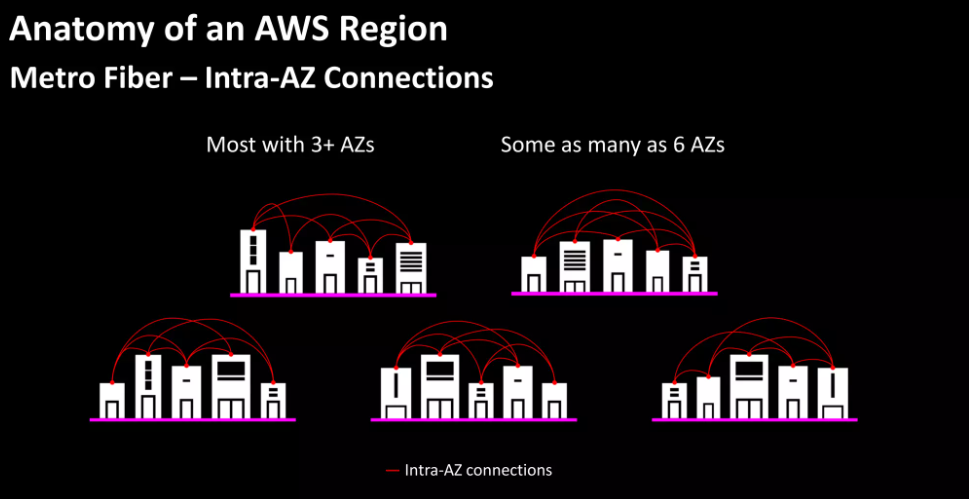 Anatomy of an AWS Region
Metro Fiber – Intra-AZ Connections
Most with 3+ AZs
Some as many as 6 AZs
Intra-AZ connections